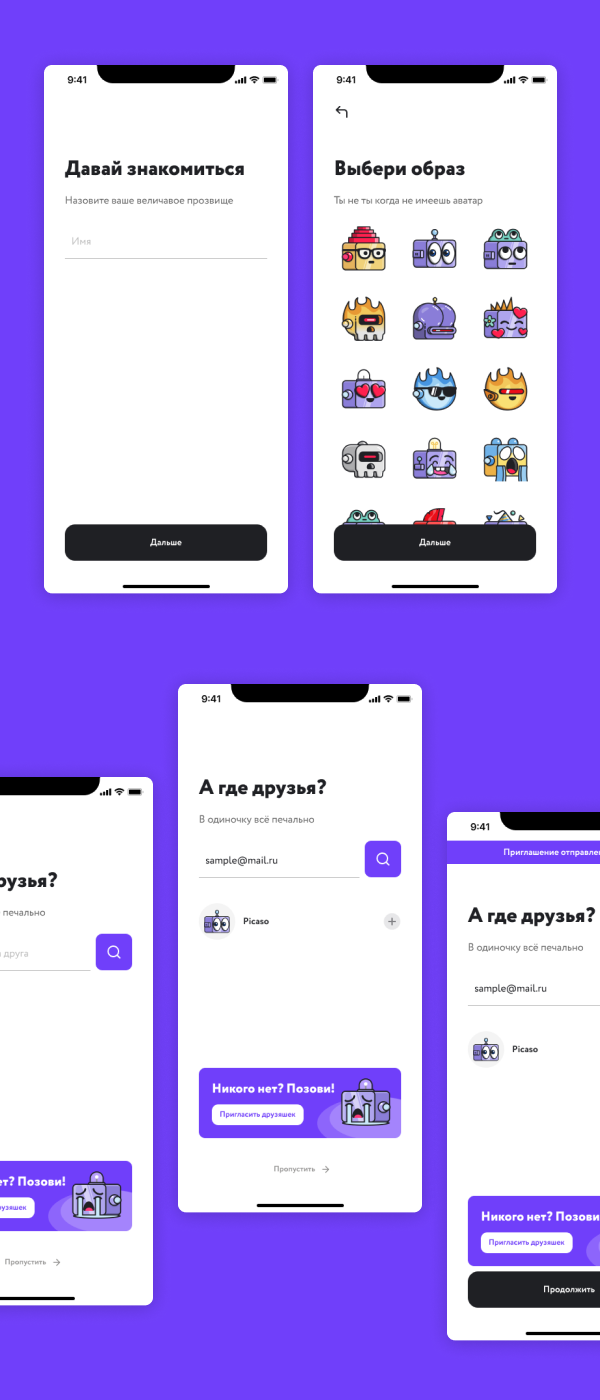 9:41
Давай знакомиться
Назовите ваше величавое прозвище
Имя
Дальше
9:41
Выбери образ
Ты не ты когда не имеешь аватар
Дальше
9:41
А где друзья?
В одиночку всё печально
sample@mail.ru
Picaso
Никого нет? Позови!
Пригласить друзяшек
Пропустить
рузья?
печально
друга
ет? Позови!
узяшек
Пропустить
9:41
Приглашение отправлен
А где друзья?
В одиночку всё печально
sample@mail.ru
Picaso
Никого нет? Позови
Пригласить друзяшек
Продолжить